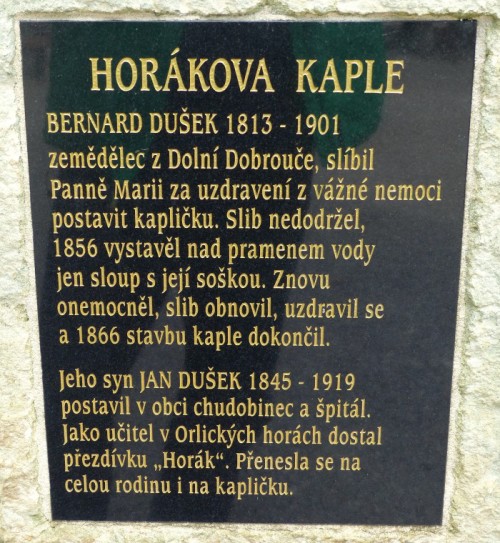 HORÁKOVA KAPLE
BERNARD DUŠEK 1813 - 1901
zemědělec z Dolní Dobrouče, slíbil
Panně Marii za uzdravení z vážné nemoci
postavit kapličku. Slib nedodržel,
1856 vystavěl nad pramenem vody
jen sloup s její soškou. Znovu
onemocněl, slib obnovil, uzdravil se
a 1866 stavbu kaple dokončil.
Jeho syn JAN DUŠEK 1845 - 1919
postavil v obci chudobinec a špitál.
Jako učitel v Orlických horách dostal
přezdívku „Horák“. Přenesla se na
celou rodinu i na kapličku.